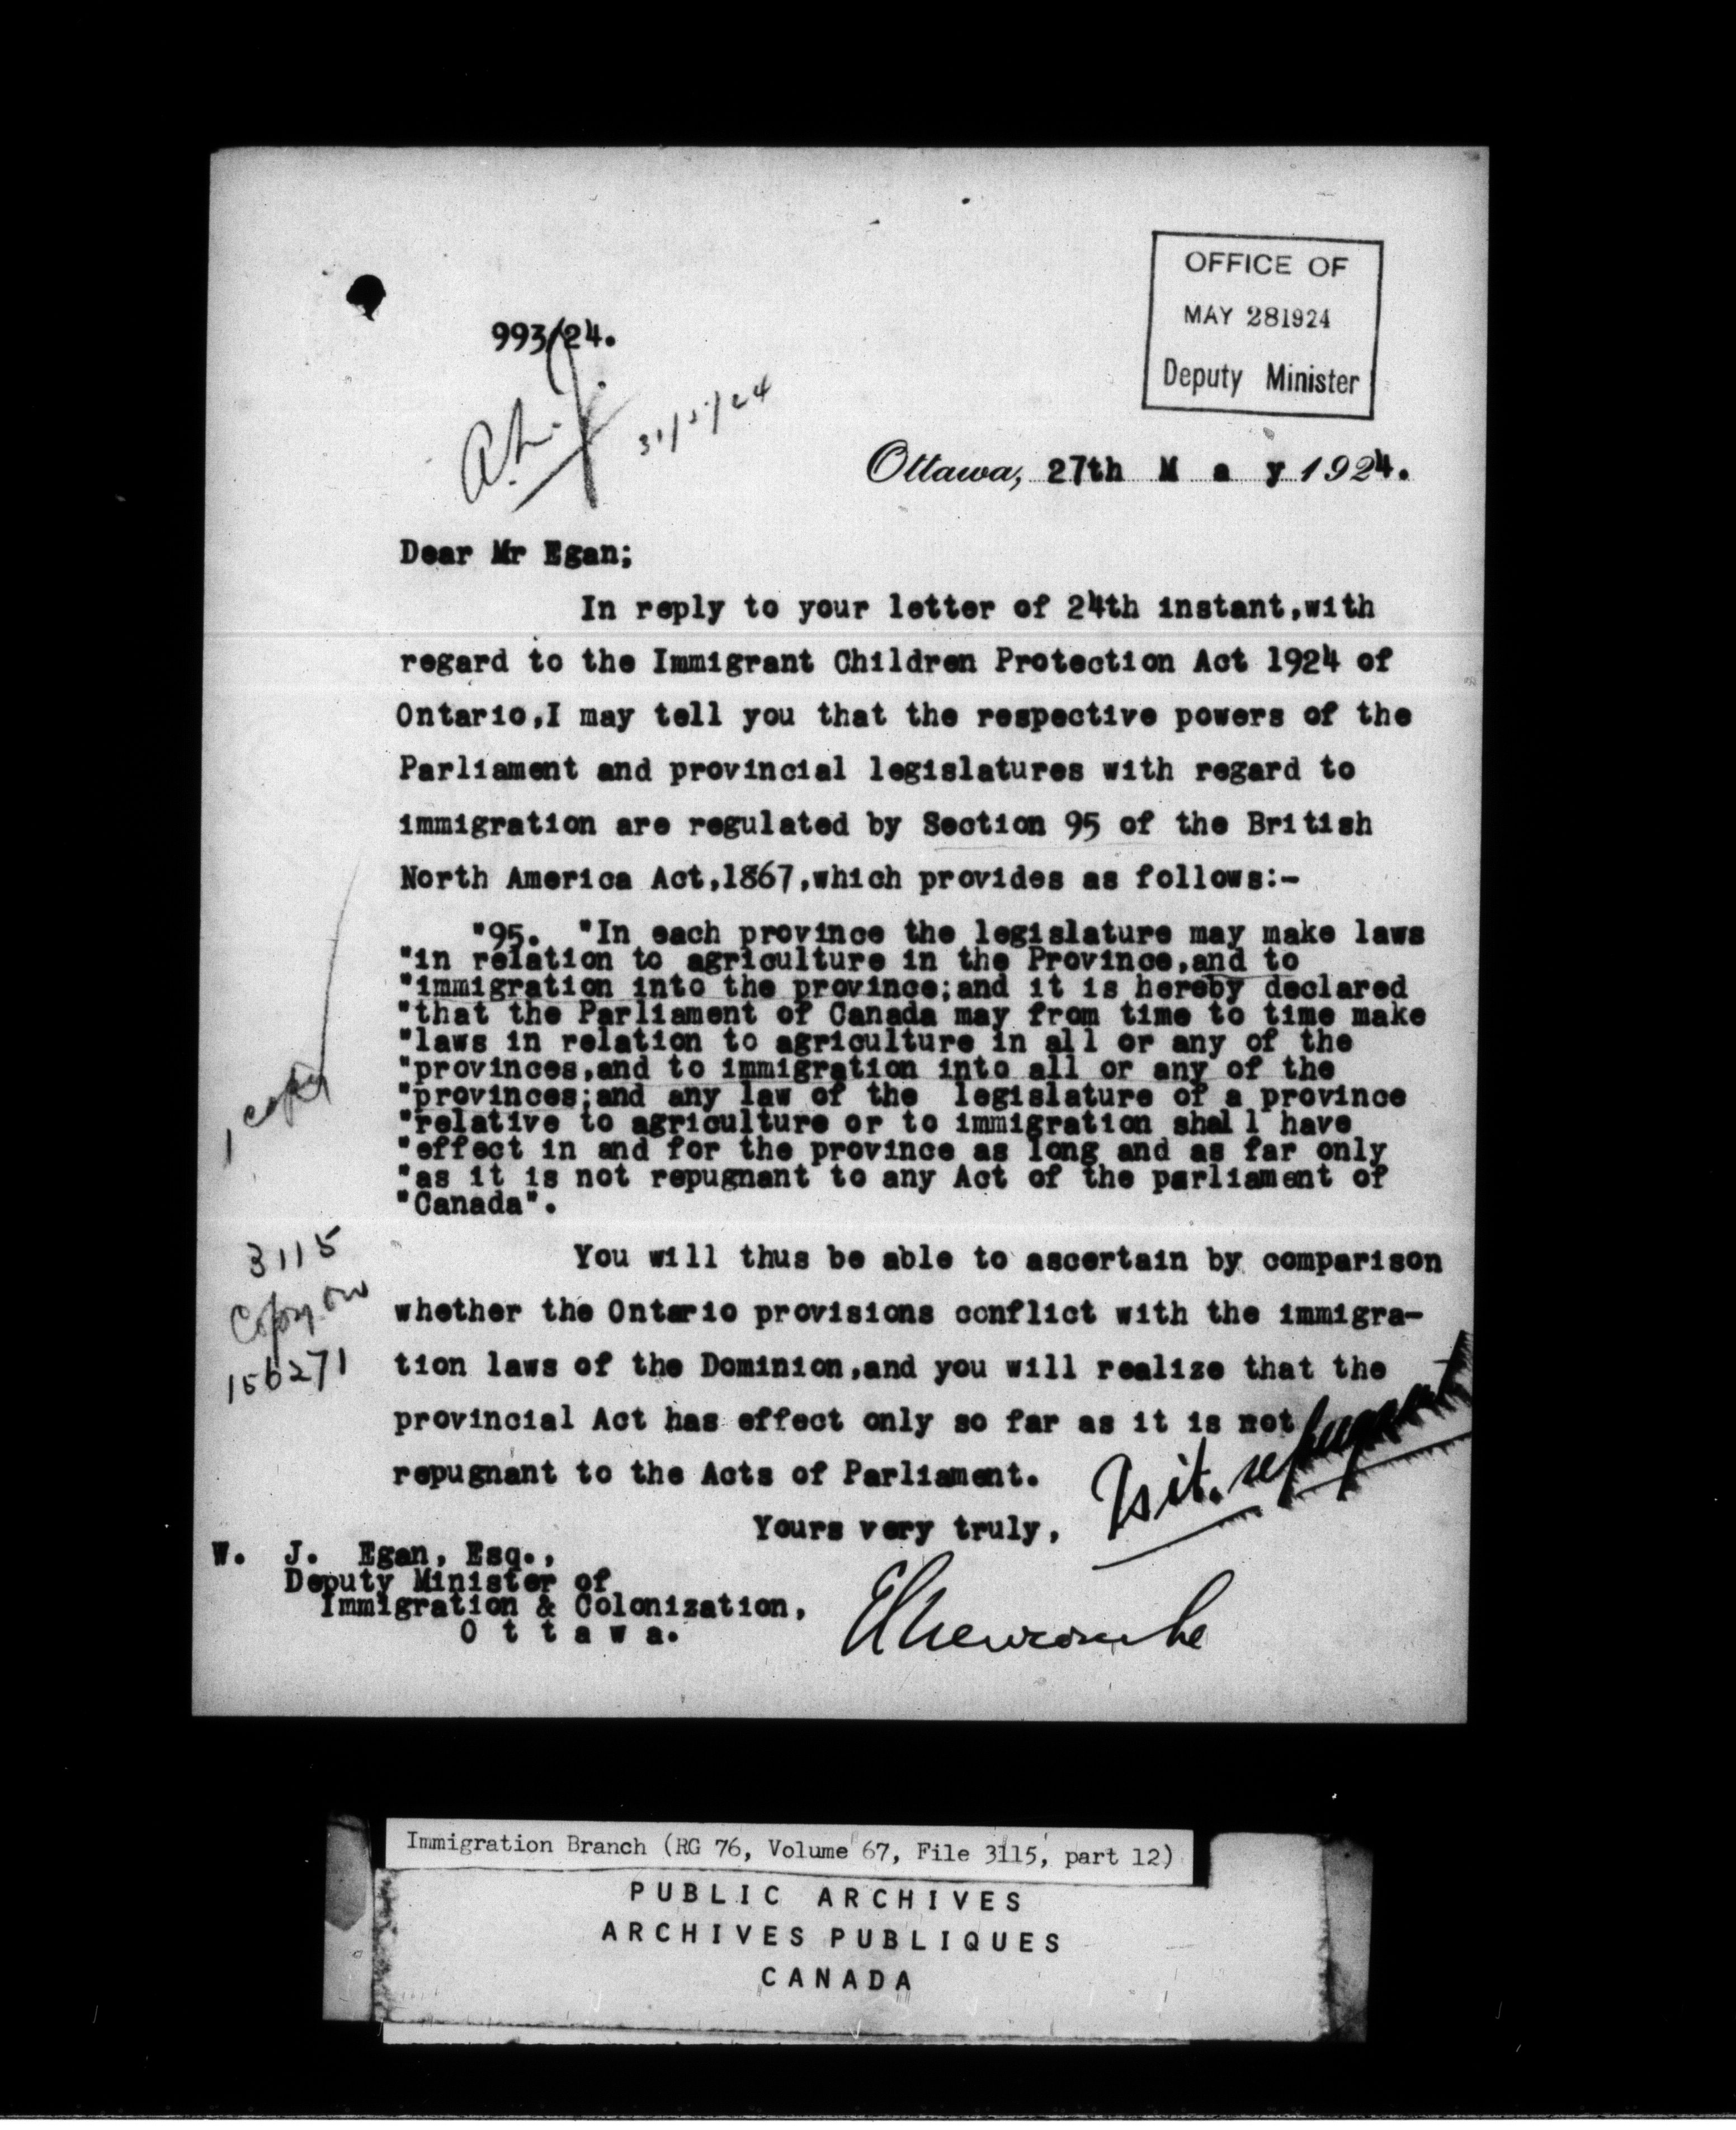 OFFICE OF
MAY 281924
Deputy Minister
993/24.
31/5/24
Ottawa, 27th M a y 1924.
Dear Mr Egan;
In reply to your letter of 24th instant,with
regard to the Immigrant Children Protection Act 1924 of
Ontario,I may tell you that the respective powers of the
Parliament and provincial legislatures with regard to
immigration are regulated by Section 95 of the British
North America Act,1867,which provides as follows:-
"95. "In each province the legislature may make laws
"in relation to agriculture in the Province,and to
"immigration into the province;and it is hereby declared
"that the Parliament of Canada may from time to time make
"laws in relation to agriculture in all or any of the
"provinces,and to immigration into all or any of the
"provinces;and any law of the legislature of a province
"relative to agriculture or to immigration shall have
"effect in and for the province as long and as far only
"as it is not repugnant to any Act of the parliament of
"Canada".
1 copy
3115
Copy on
156271
You will thus be able to ascertain by comparison
whether the Ontario provisions conflict with the immigra-
tion laws of the Dominion,and you will realize that the
provincial Act has effect only so far as it is not
repugnant to the Acts of Parliament.
Is it repugnant
Yours very truly,
W. J. Egan, Esq.,
Deputy Minister of
Immigration & Colonization,
O t t a w a.
ELNewcombe
Immigration Branch (RG 76, Volume 67, File 3115, part 12)
PUBLIC ARCHIVES
ARCHIVES PUBLIQUES
CANADA